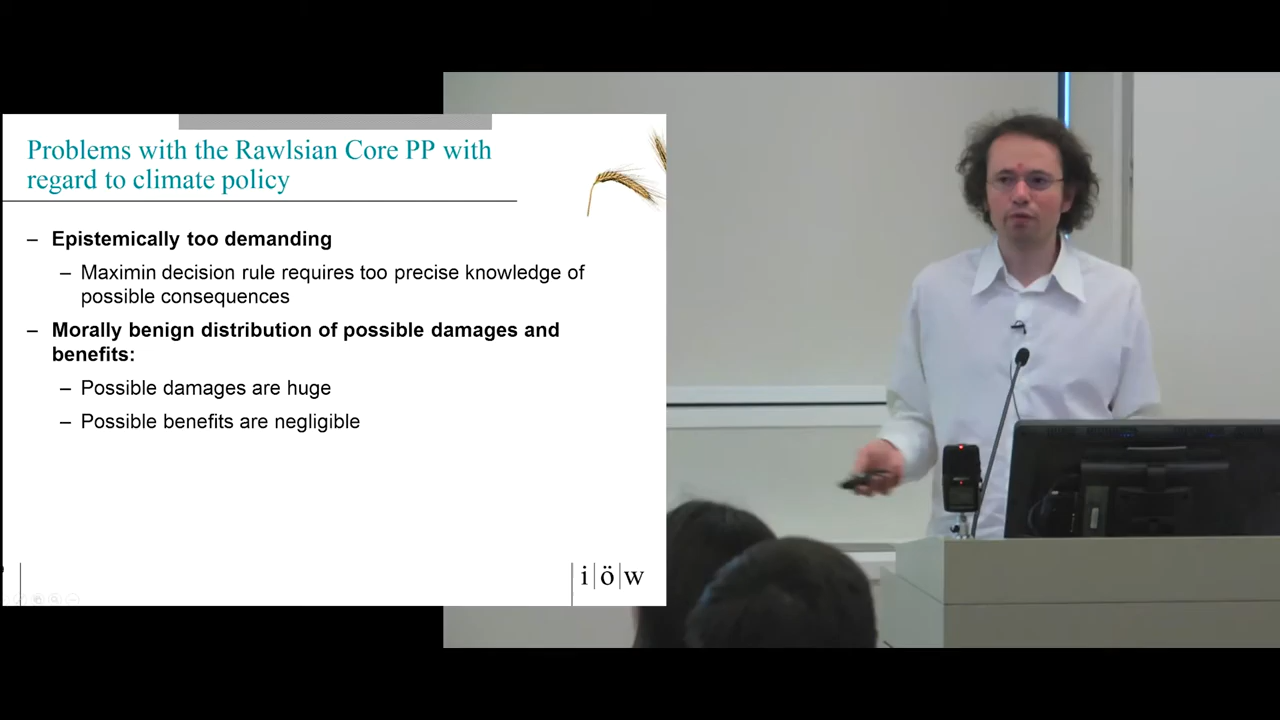 Problems with the Rawlsian Core PP with
regard to climate policy
– Epistemically too demanding
– Maximin decision rule requires too precise knowledge of
possible consequences
– Morally benign distribution of possible damages and
benefits:
– Possible damages are huge
– Possible benefits are negligible
i|ö|w